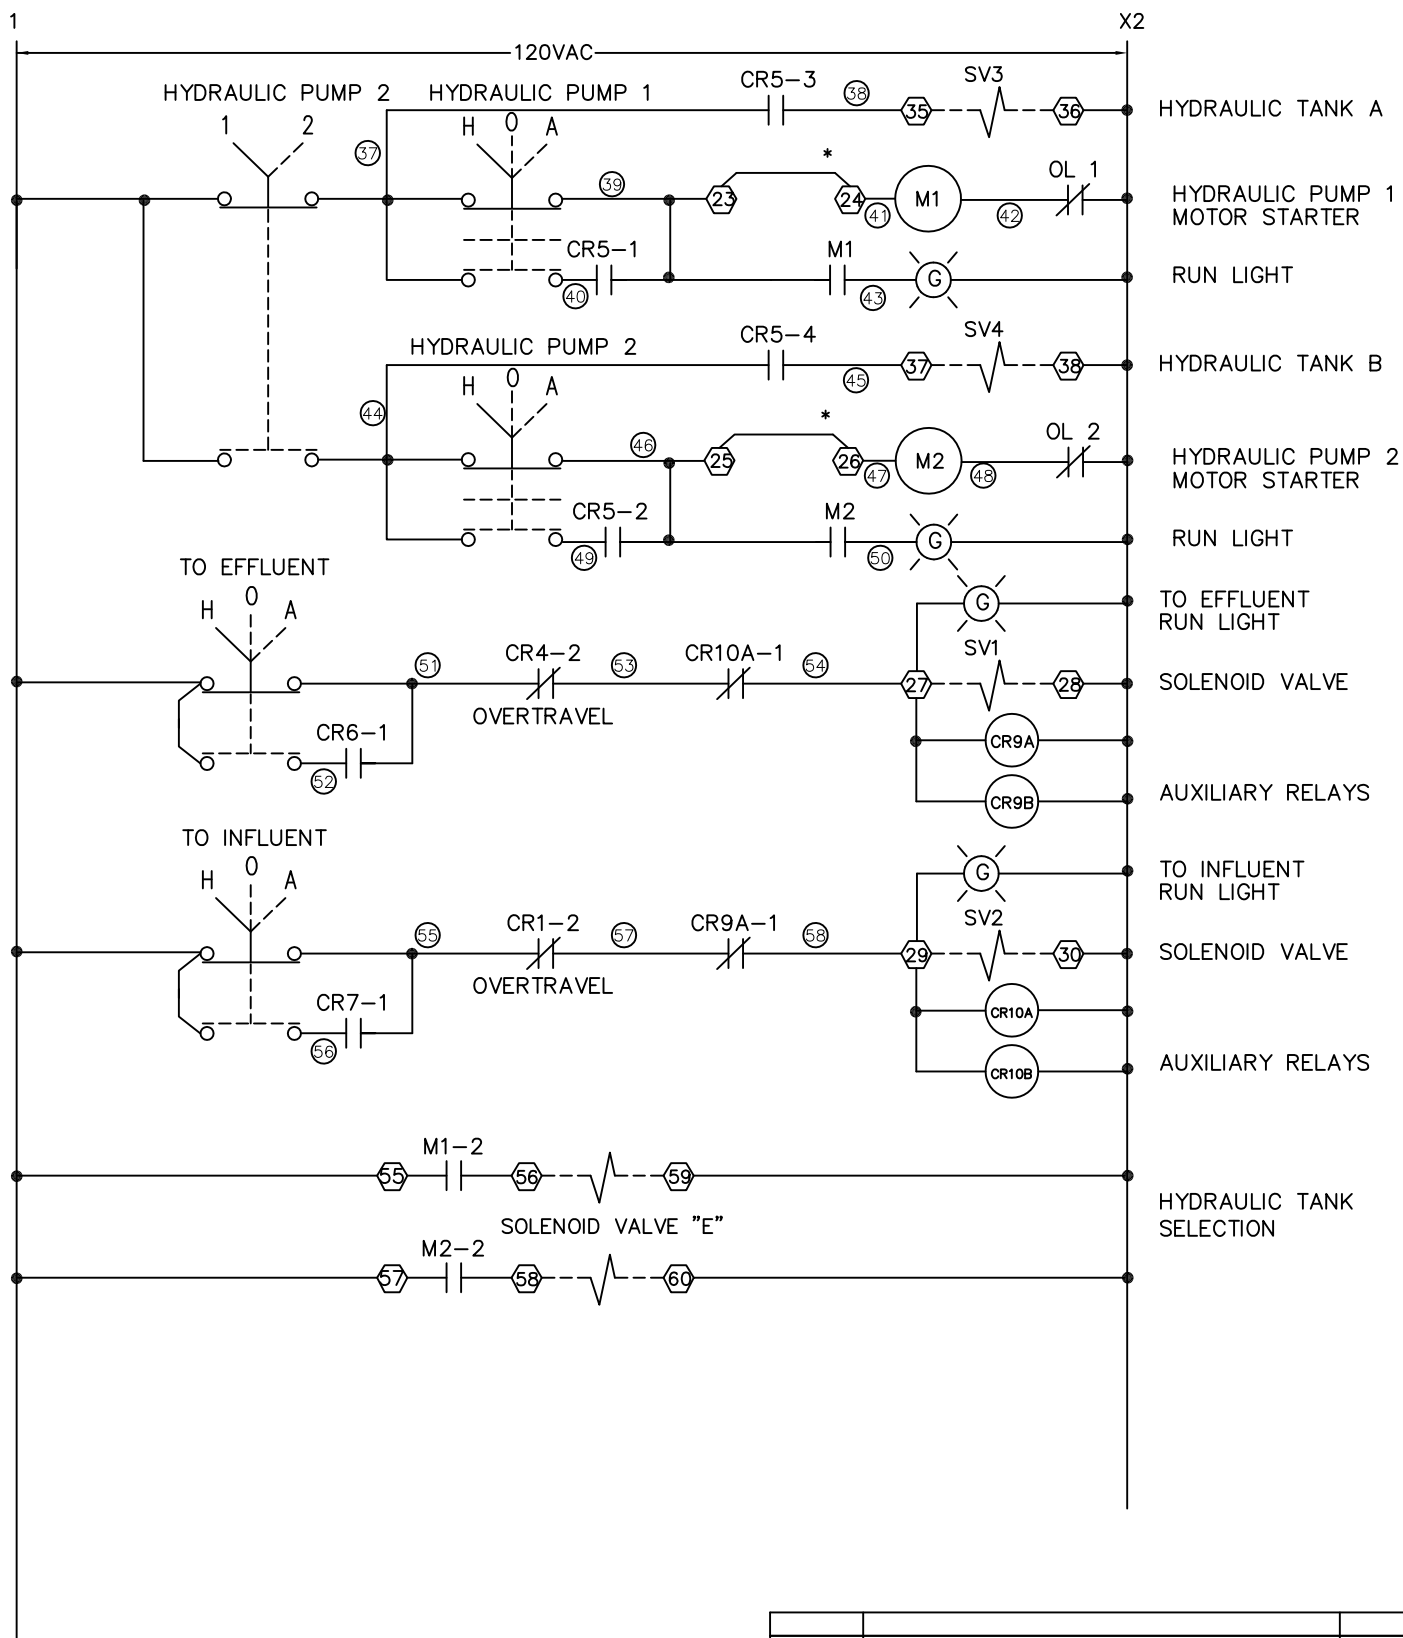 1
X2
120VAC
HYDRAULIC PUMP 2
1 2
HYDRAULIC PUMP 1
H O A
37
CR5-3
38
35
SV3
36
HYDRAULIC TANK A
39
23
*
24
41
M1
42
OL 1
HYDRAULIC PUMP 1
MOTOR STARTER
CR5-1
40
M1
43
G
RUN LIGHT
HYDRAULIC PUMP 2
H O A
44
CR5-4
45
37
SV4
38
HYDRAULIC TANK B
46
25
*
26
47
M2
48
OL 2
HYDRAULIC PUMP 2
MOTOR STARTER
CR5-2
49
M2
50
G
RUN LIGHT
TO EFFLUENT
H O A
G
TO EFFLUENT
RUN LIGHT
51
CR4-2
OVERTRAVEL
53
CR10A-1
54
27
SV1
28
SOLENOID VALVE
CR6-1
52
CR9A
CR9B
AUXILIARY RELAYS
TO INFLUENT
H O A
G
TO INFLUENT
RUN LIGHT
55
CR1-2
OVERTRAVEL
57
CR9A-1
58
29
SV2
30
SOLENOID VALVE
CR7-1
56
CR10A
CR10B
AUXILIARY RELAYS
55
M1-2
56
59
SOLENOID VALVE "E"
HYDRAULIC TANK
SELECTION
57
M2-2
58
60